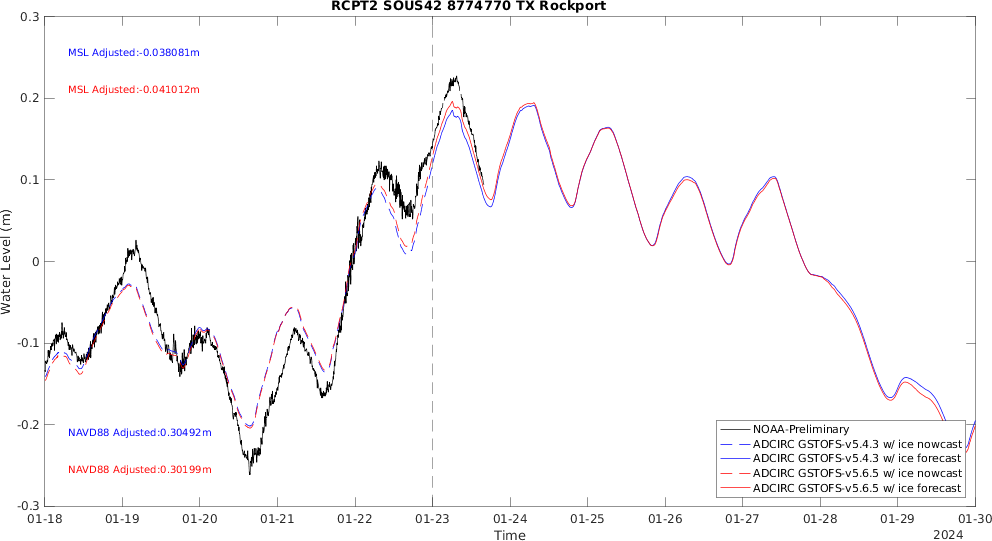 RCPT2 SOUS42 8774770 TX Rockport
0.3
0.2
0.1
0
-0.1
-0.2
-0.3
Water Level (m)
MSL Adjusted:-0.038081m
MSL Adjusted:-0.041012m
NAVD88 Adjusted:0.30492m
NAVD88 Adjusted:0.30199m
NOAA-Preliminary
ADCIRC GSTOFS-v5.4.3 w/ ice nowcast
ADCIRC GSTOFS-v5.4.3 w/ ice forecast
ADCIRC GSTOFS-v5.6.5 w/ ice nowcast
ADCIRC GSTOFS-v5.6.5 w/ ice forecast
01-18 01-19 01-20 01-21 01-22 01-23 01-24 01-25 01-26 01-27 01-28 01-29 01-30
Time
2024